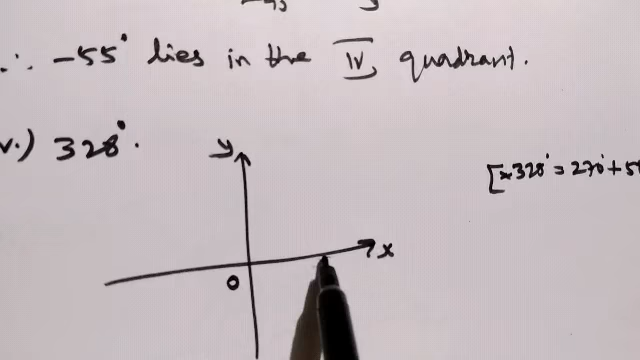 ∴ -55° lies in the IV quadrant.
v.) 328°.
y
[∵ 328° = 270° + 5
x
0